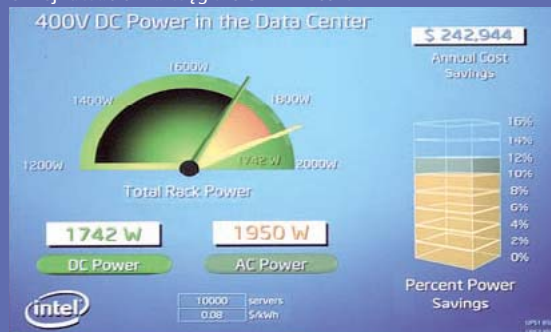 400V DC Power in the Data Center
$ 242,944
Annual Cost
Savings
1200W
1400W
1600W
1800W
2000W
1742 W
Total Rack Power
1742 W
DC Power
1950 W
AC Power
16%
14%
12%
10%
8%
6%
4%
2%
0%
Percent Power
Savings
intel
10000 servers
0.08 $/kWh